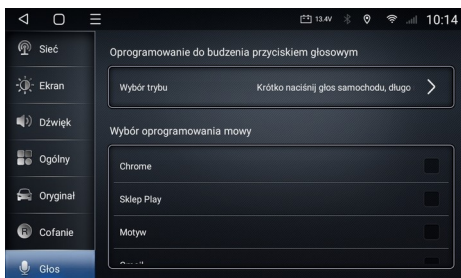 13.4V
10:14
Sieć
Ekran
Dźwięk
Ogólny
Oryginał
R Cofanie
Głos
Oprogramowanie do budzenia przyciskiem głosowym
Wybór trybu Krótko naciśnij głos samochodu, długo
Wybór oprogramowania mowy
Chrome
Sklep Play
Motyw